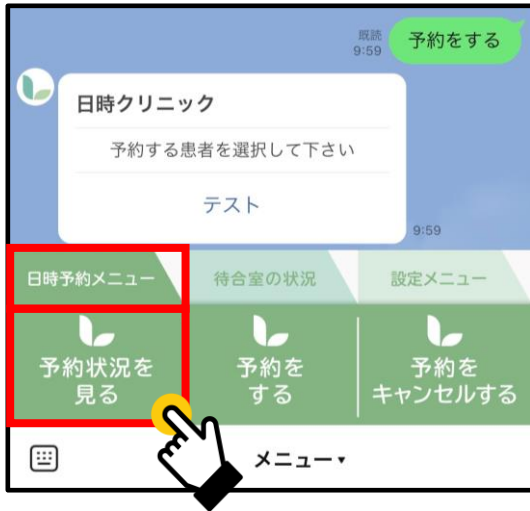 既読
9:59
予約をする
日時クリニック
予約する患者を選択して下さい
テスト
9:59
日時予約メニュー
待合室の状況
設定メニュー
予約状況を
見る
予約を
する
予約を
キャンセルする
メニュー▾